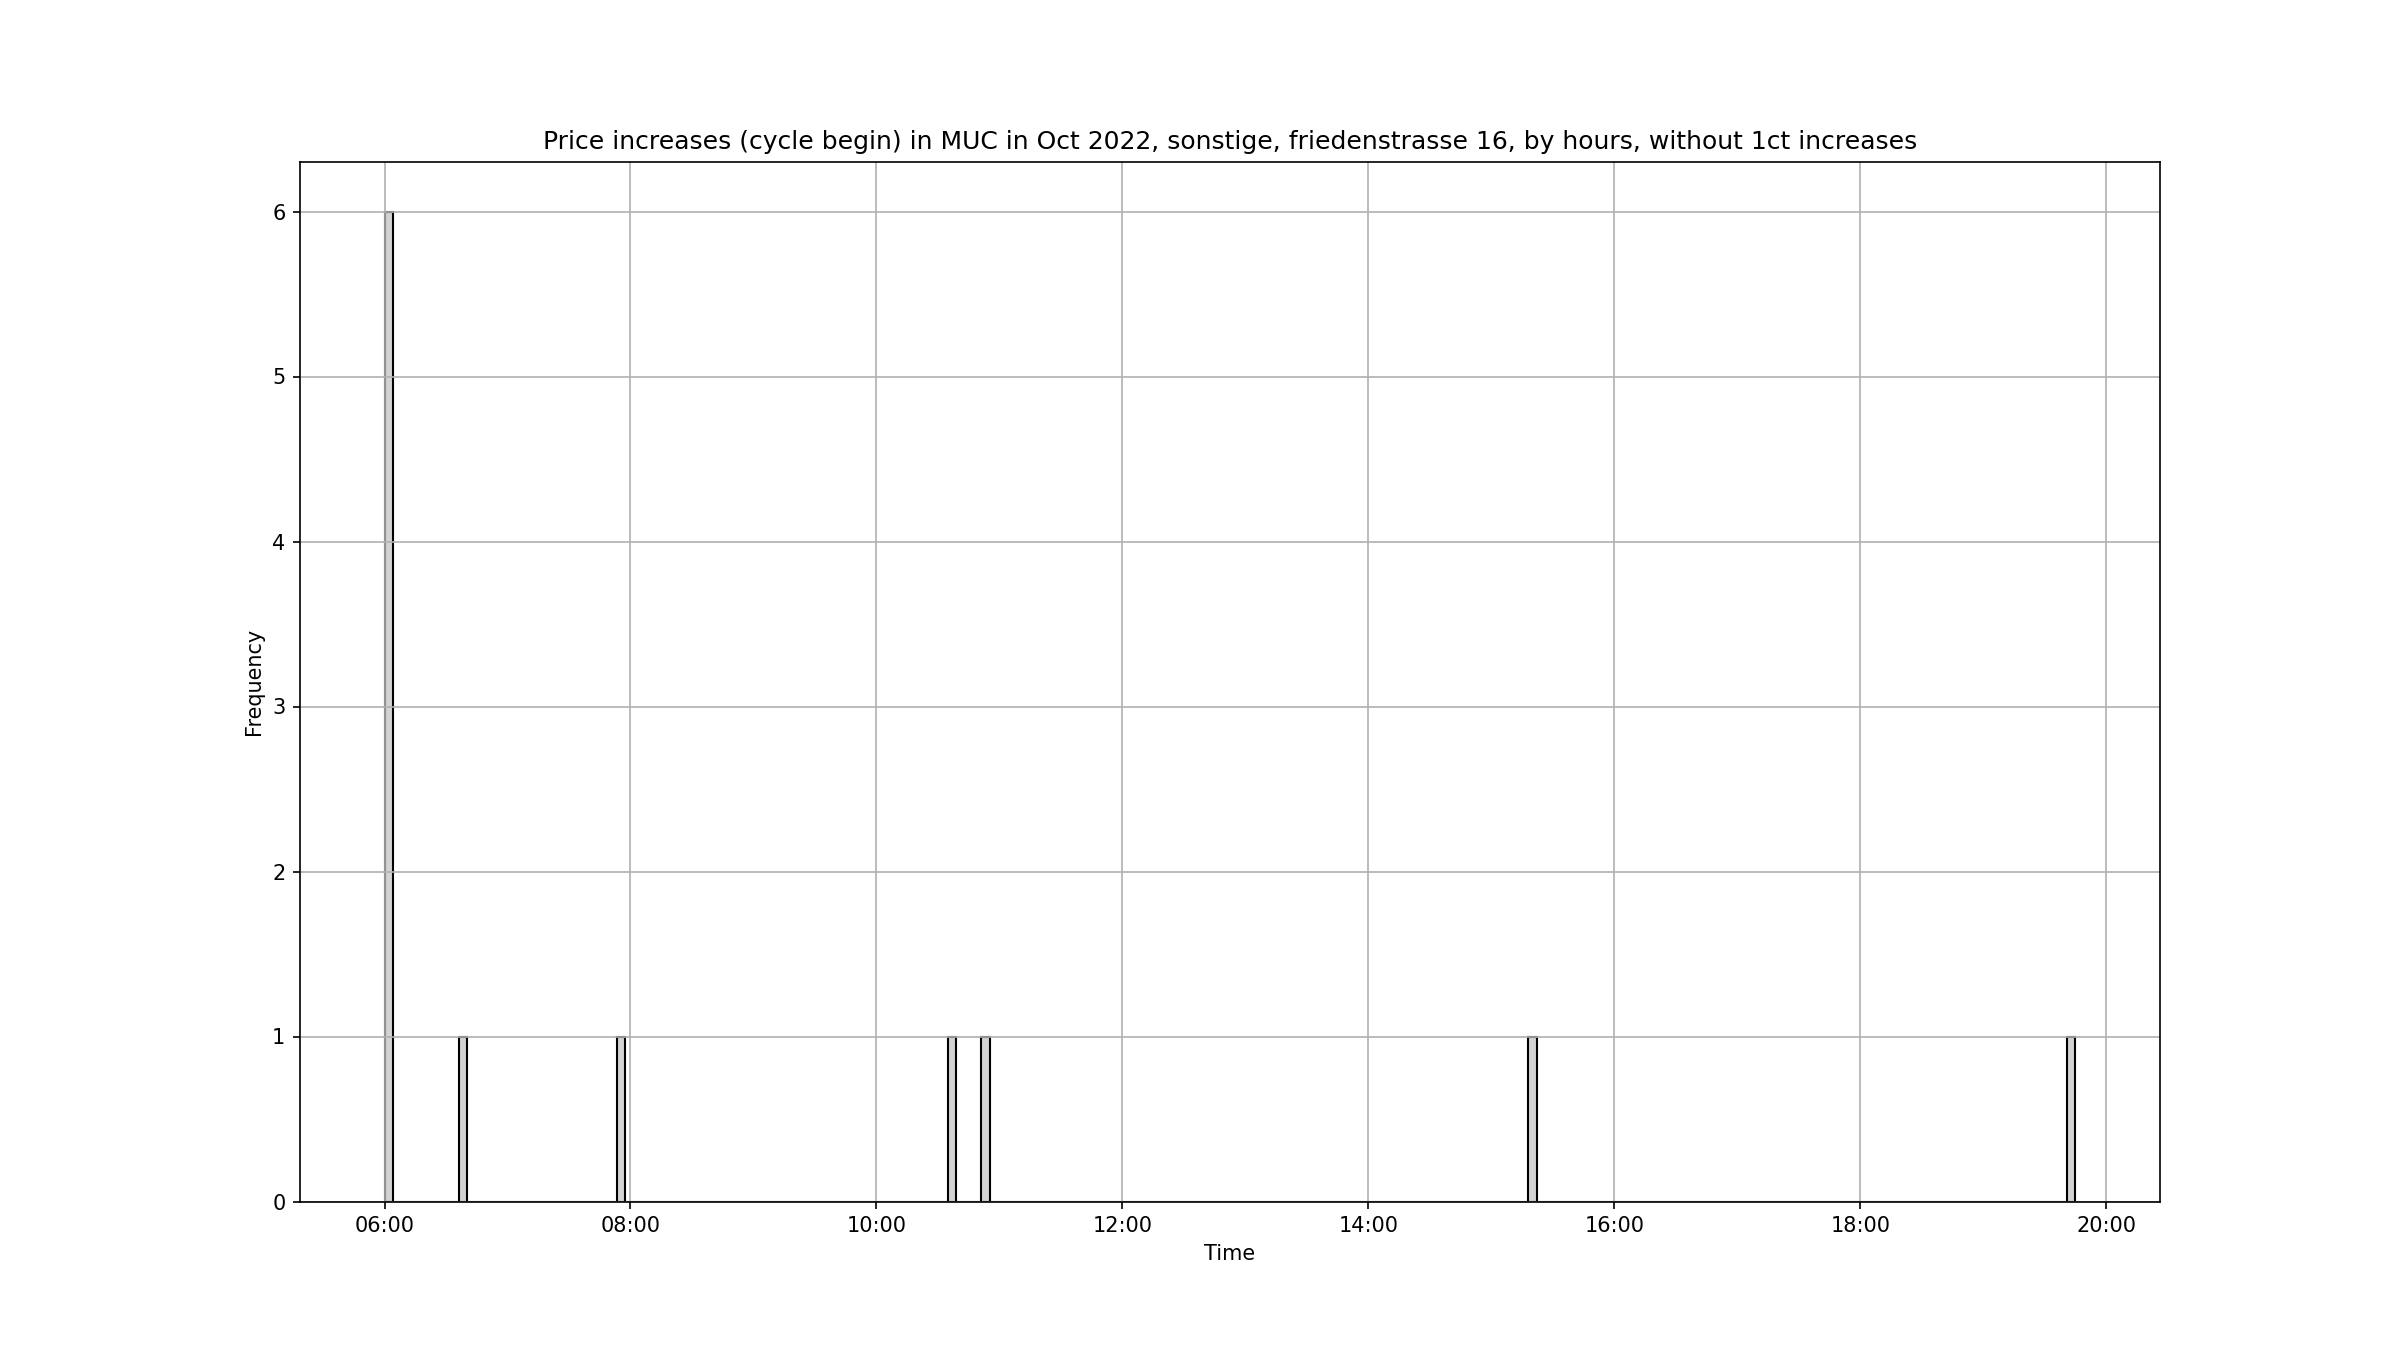 Price increases (cycle begin) in MUC in Oct 2022, sonstige, friedenstrasse 16, by hours, without 1ct increases
6
5
4
3
2
1
0
Frequency
06:00 08:00 10:00 12:00 14:00 16:00 18:00 20:00
Time